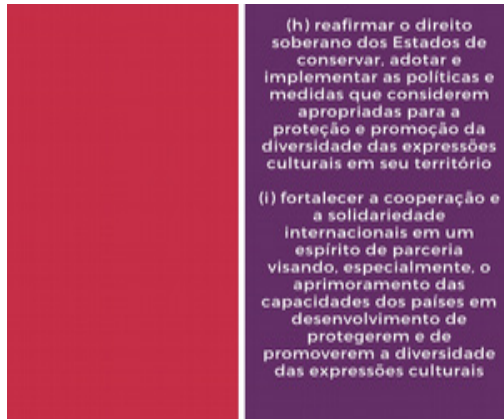 (h) reafirmar o direito
soberano dos Estados de
conservar, adotar e
implementar as políticas e
medidas que considerem
apropriadas para a
proteção e promoção da
diversidade das expressões
culturais em seu território
(i) fortalecer a cooperação e
a solidariedade
internacionais em um
espírito de parceria
visando, especialmente, o
aprimoramento das
capacidades dos países em
desenvolvimento de
protegerem e de
promoverem a diversidade
das expressões culturais